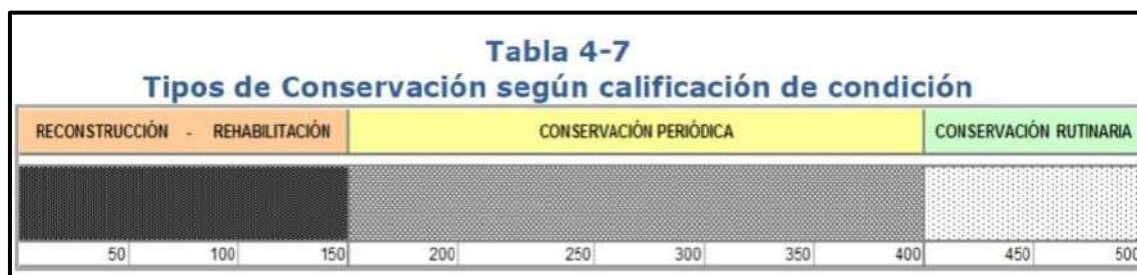 Tabla 4-7
Tipos de Conservación según calificación de condición
RECONSTRUCCIÓN - REHABILITACIÓN CONSERVACIÓN PERIÓDICA CONSERVACIÓN RUTINARIA
50 100 150 200 250 300 350 400 450 500